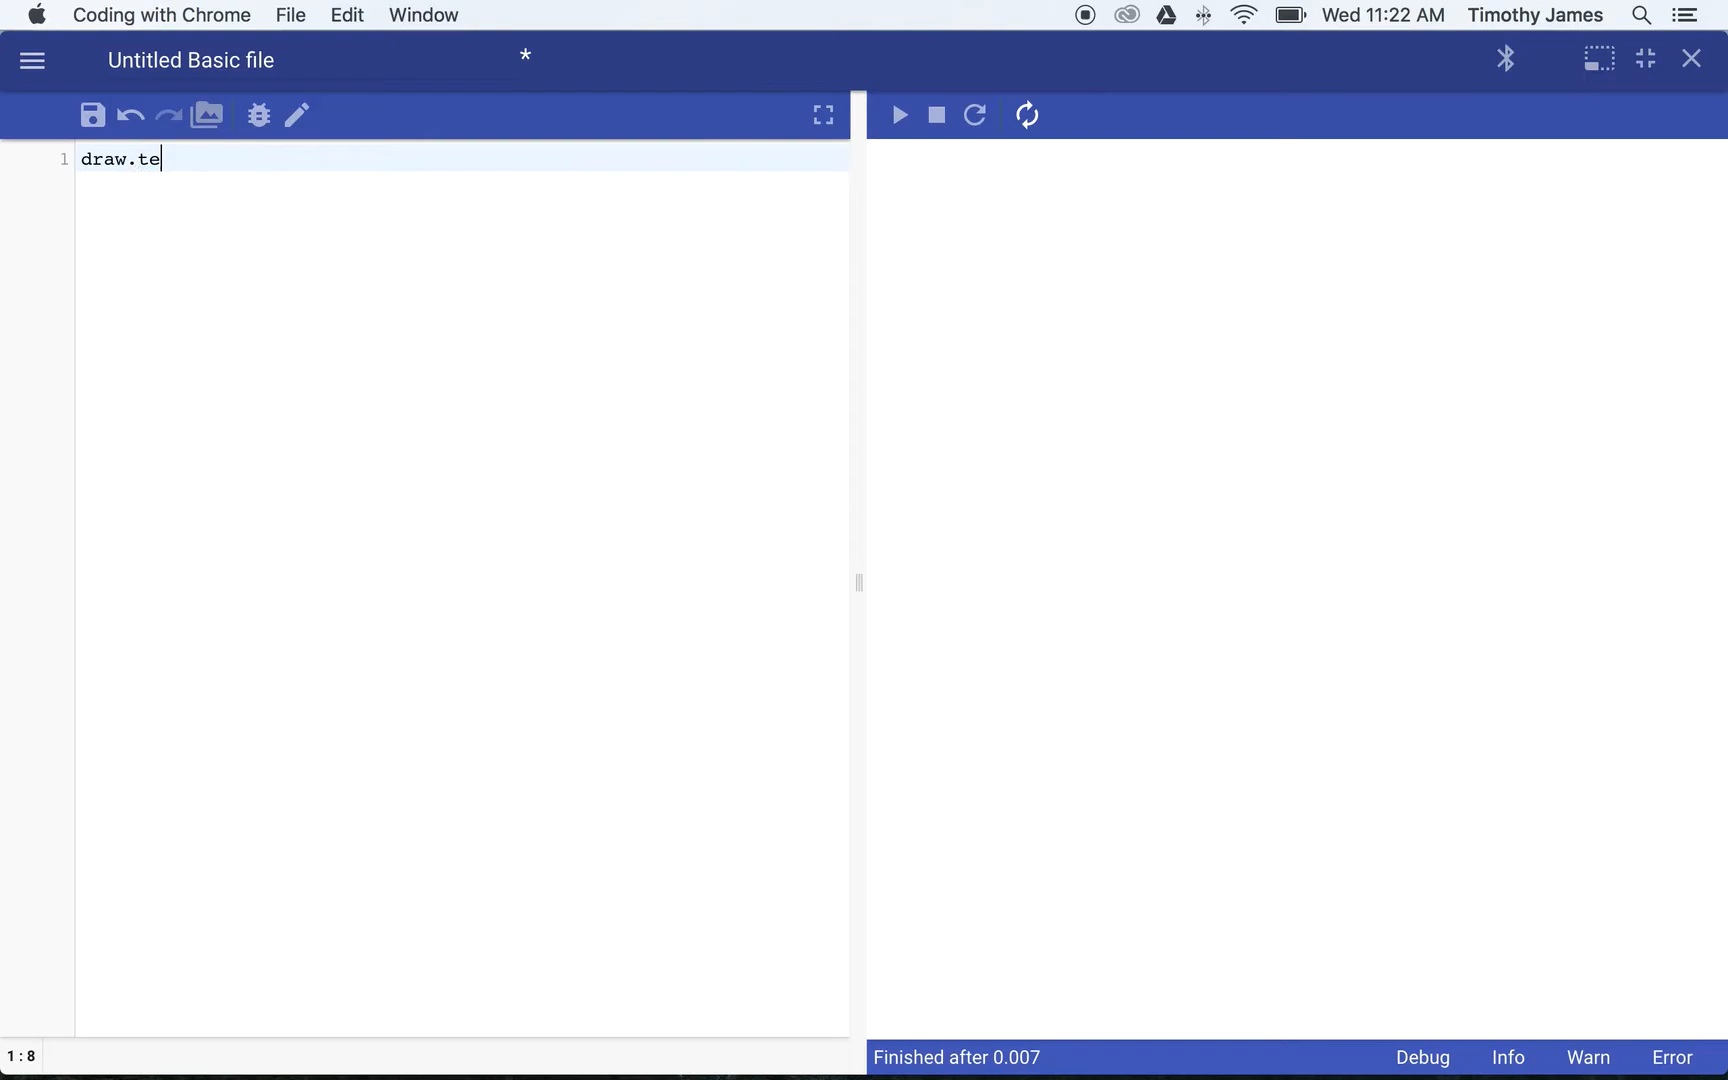 Coding with Chrome File Edit Window Wed 11:22 AM Timothy James
Untitled Basic file *
1 draw.te
1 : 8
Finished after 0.007 Debug Info Warn Error